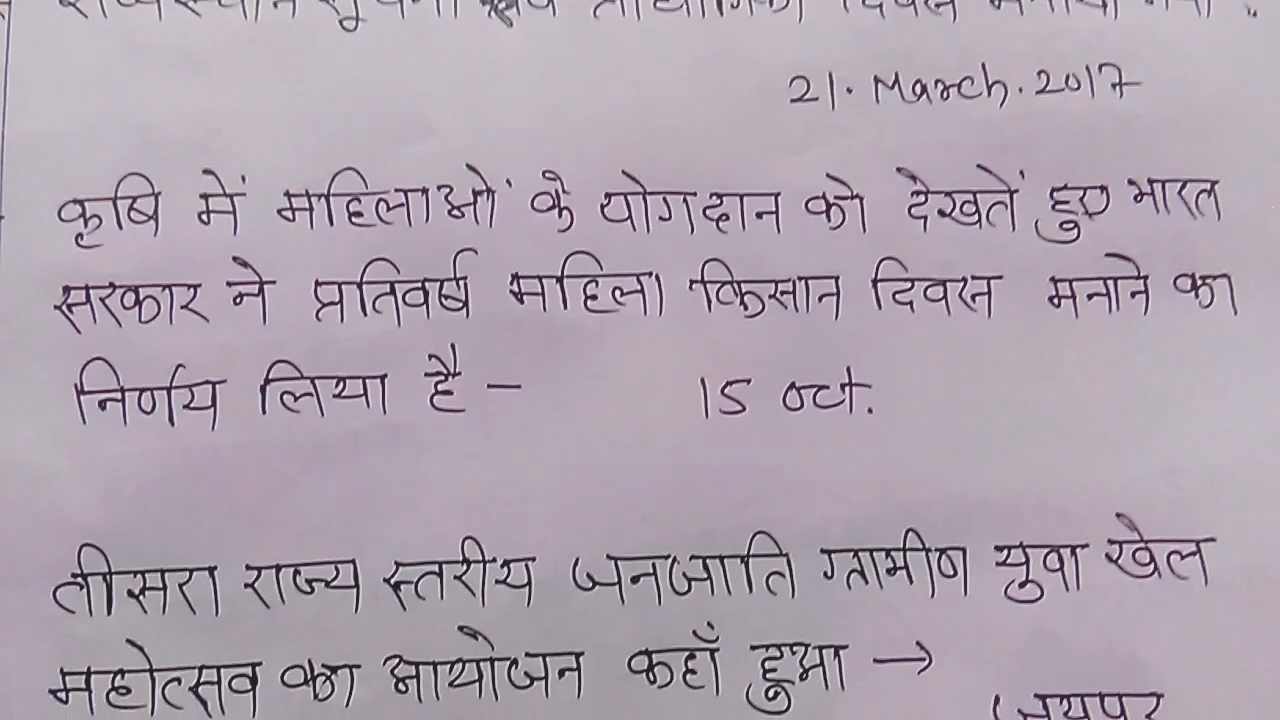 21. March. 2017
कृषि में महिलाओं के योगदान को देखतें हुए भारत
सरकार ने प्रतिवर्ष महिला किसान दिवस मनाने का
निर्णय लिया है – 15 oct.
तीसरा राज्य स्तरीय जनजाति ग्रामीण युवा खेल
महोत्सव का आयोजन कहाँ हुआ →
जयपुर